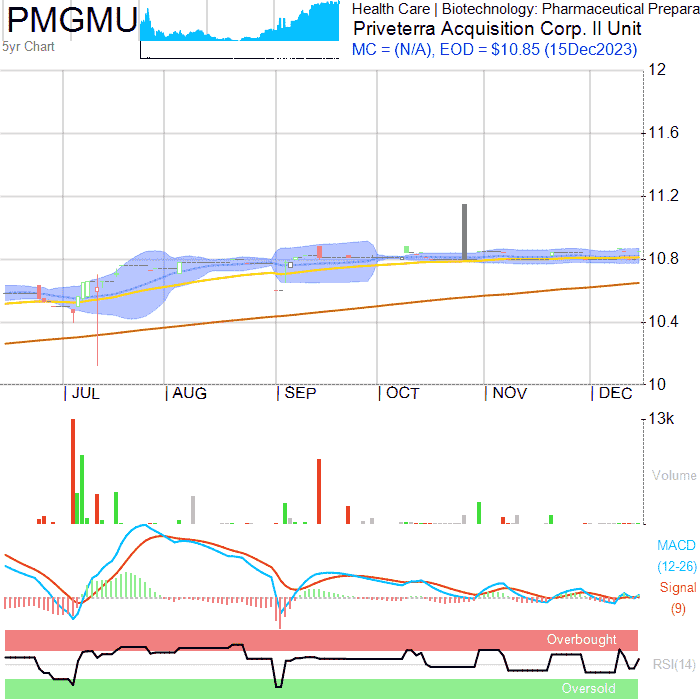 PMGMU
5yr Chart
Health Care | Biotechnology: Pharmaceutical Prepara
Priveterra Acquisition Corp. II Unit
MC = (N/A), EOD = $10.85 (15Dec2023)
12
11.6
11.2
10.8
10.4
10
JUL AUG SEP OCT NOV DEC
13k
Volume
MACD
(12-26)
Signal
(9)
Overbought
RSI(14)
Oversold